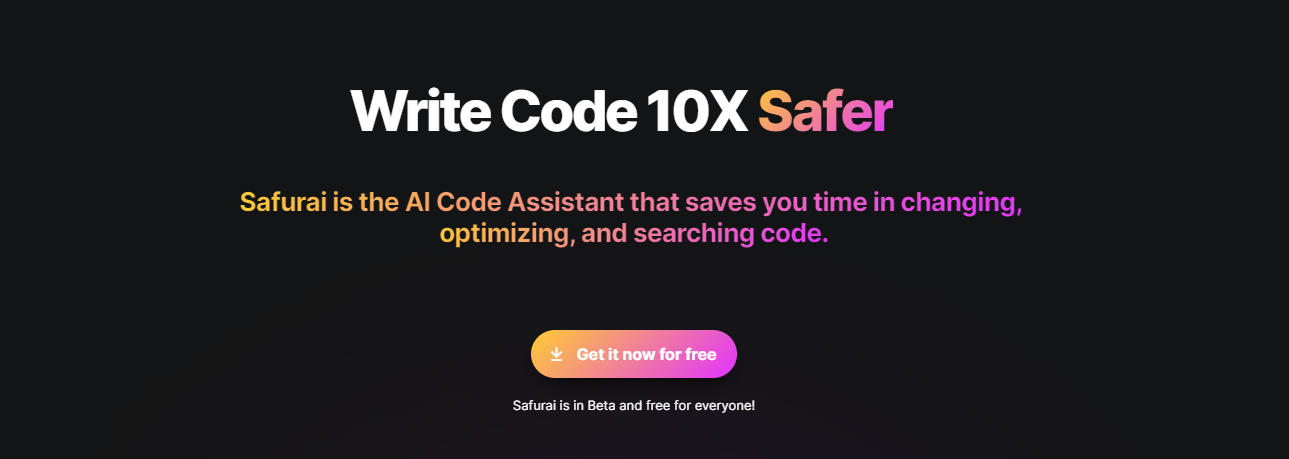 Write Code 10X Safer
Safurai is the AI Code Assistant that saves you time in changing,
optimizing, and searching code.
Get it now for free
Safurai is in Beta and free for everyone!